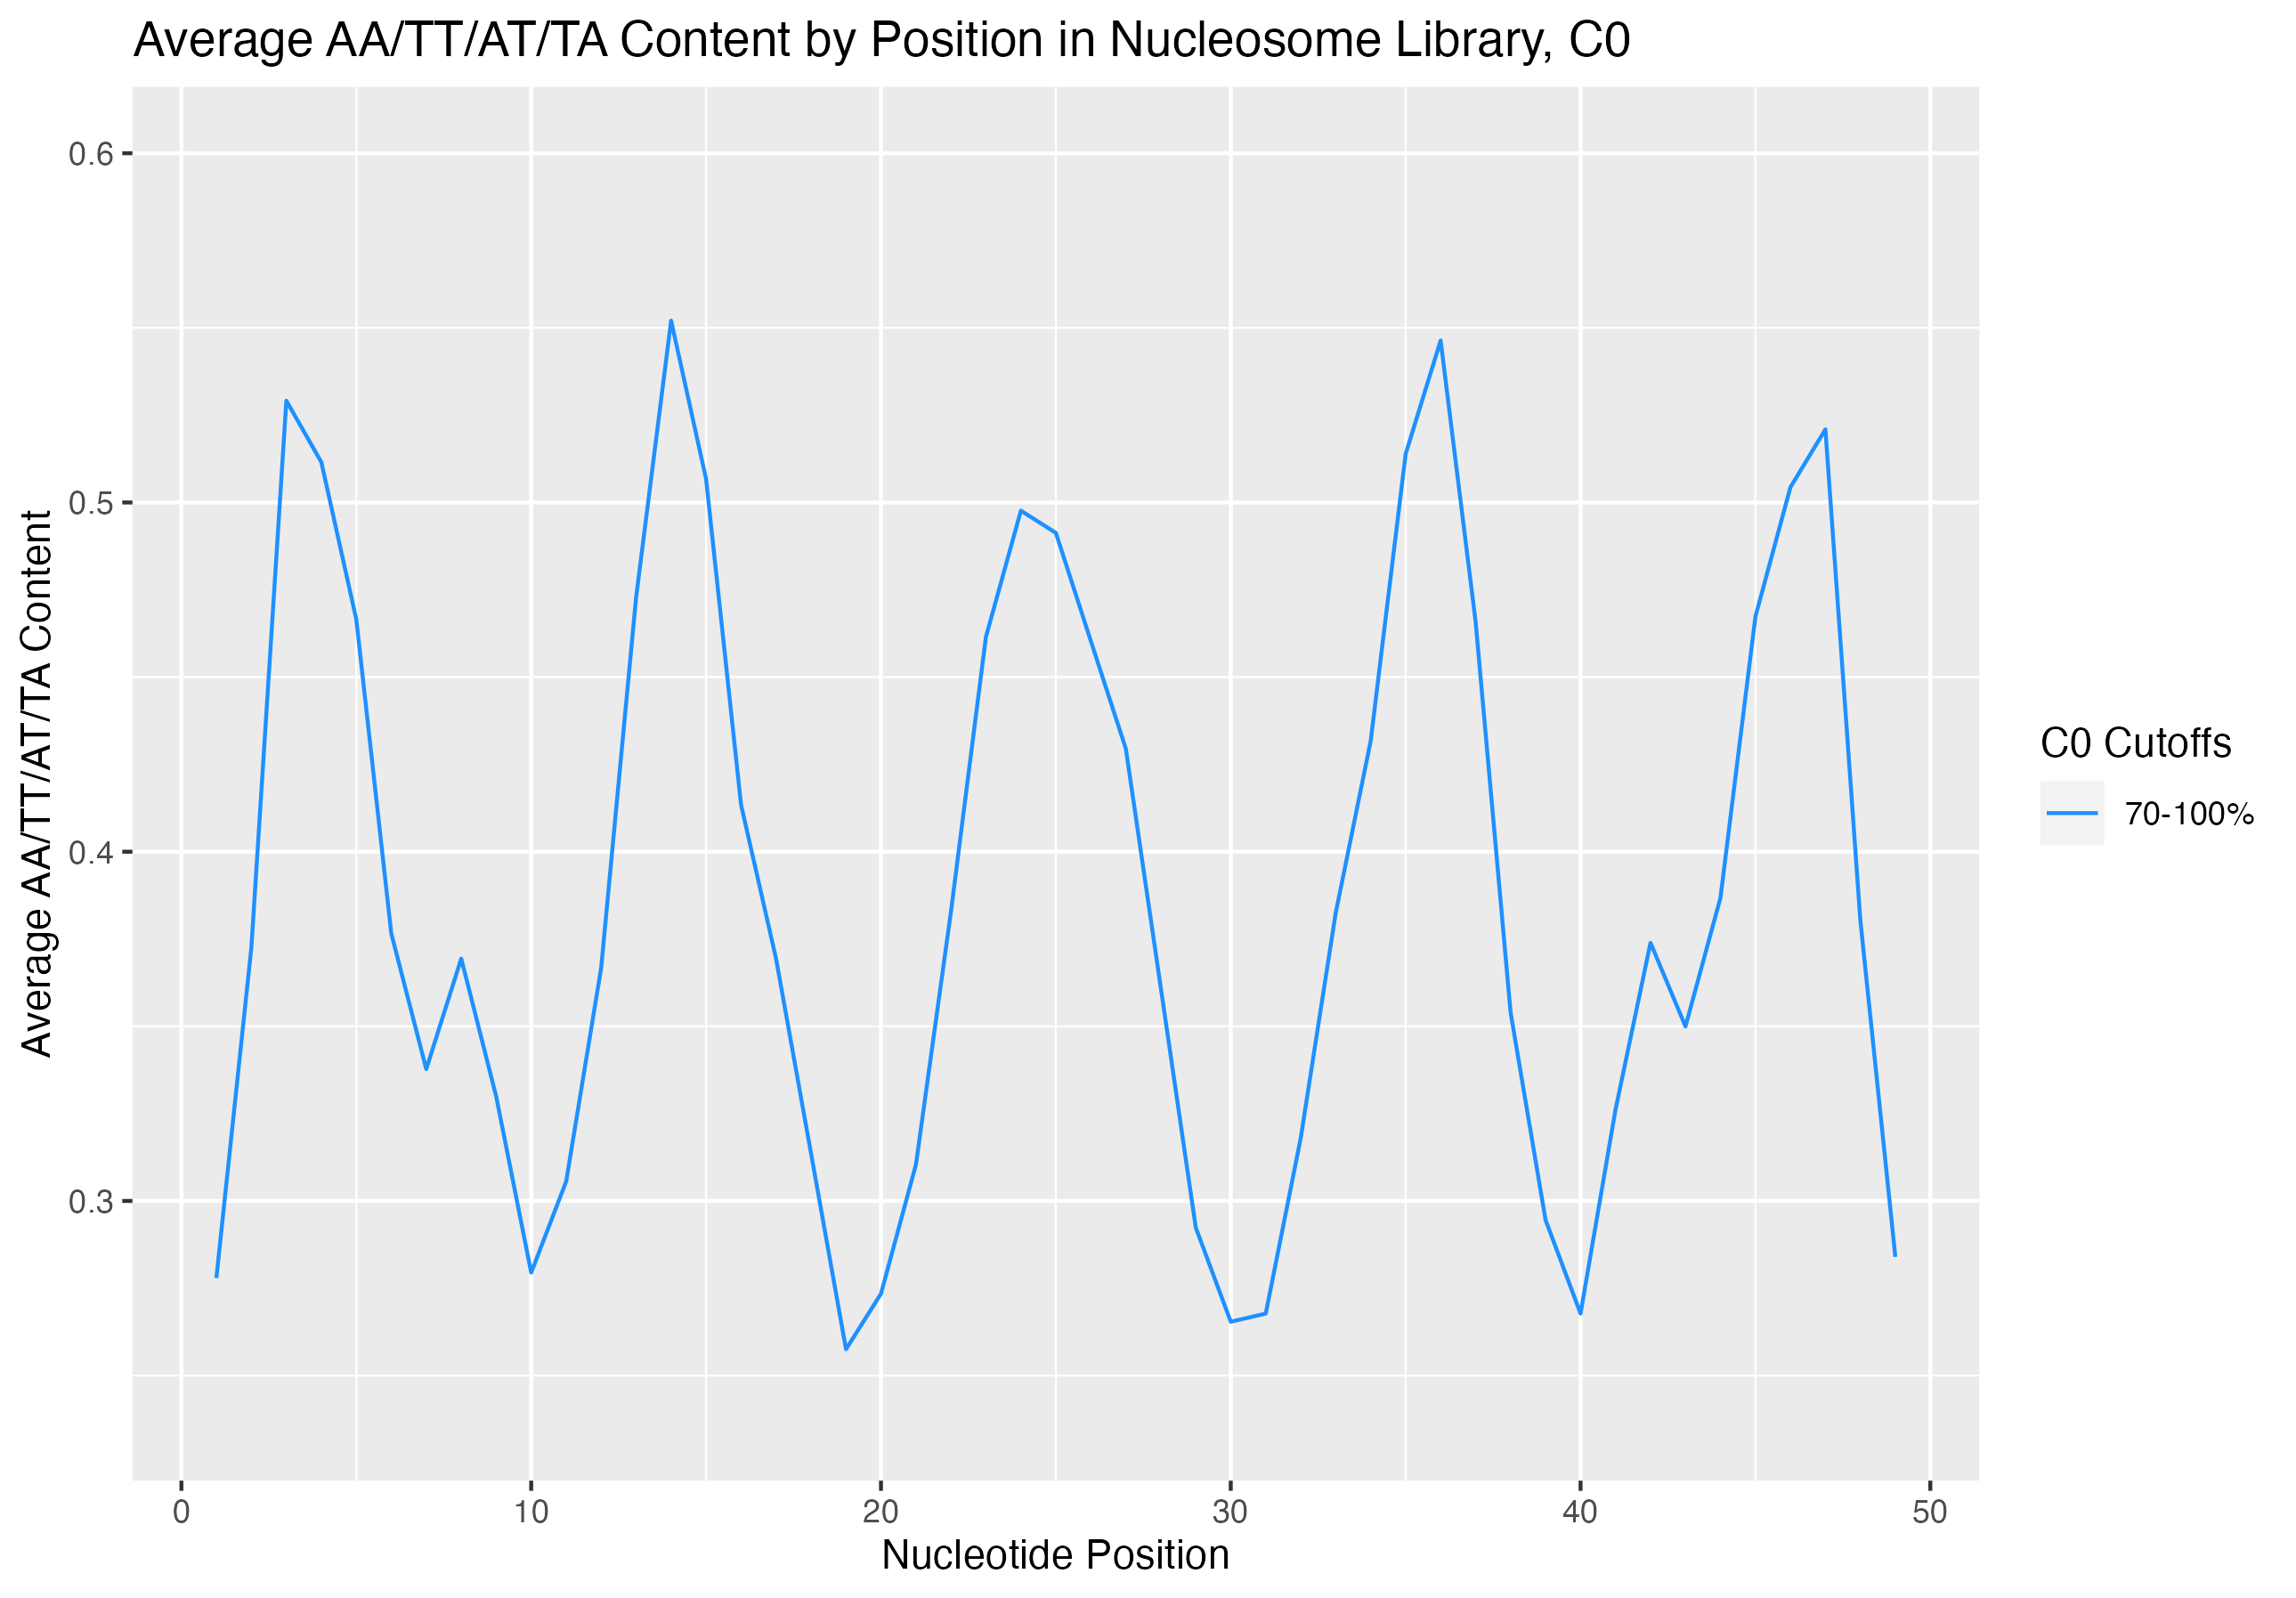 Average AA/TT/AT/TA Content by Position in Nucleosome Library, C0
0.6
0.5
0.4
0.3
Average AA/TT/AT/TA Content
0 10 20 30 40 50
Nucleotide Position
C0 Cutoffs
70-100%